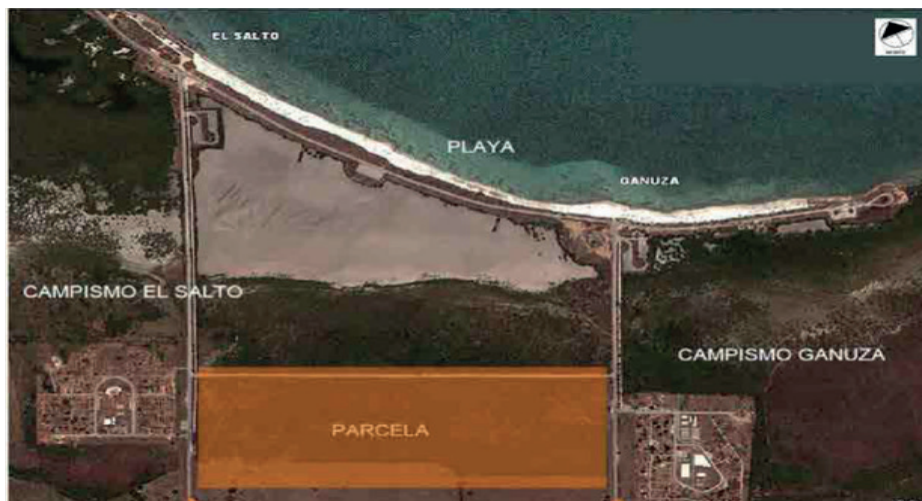 EL SALTO
PLAYA
GANUZA
CAMPISMO EL SALTO
CAMPISMO GANUZA
PARCELA